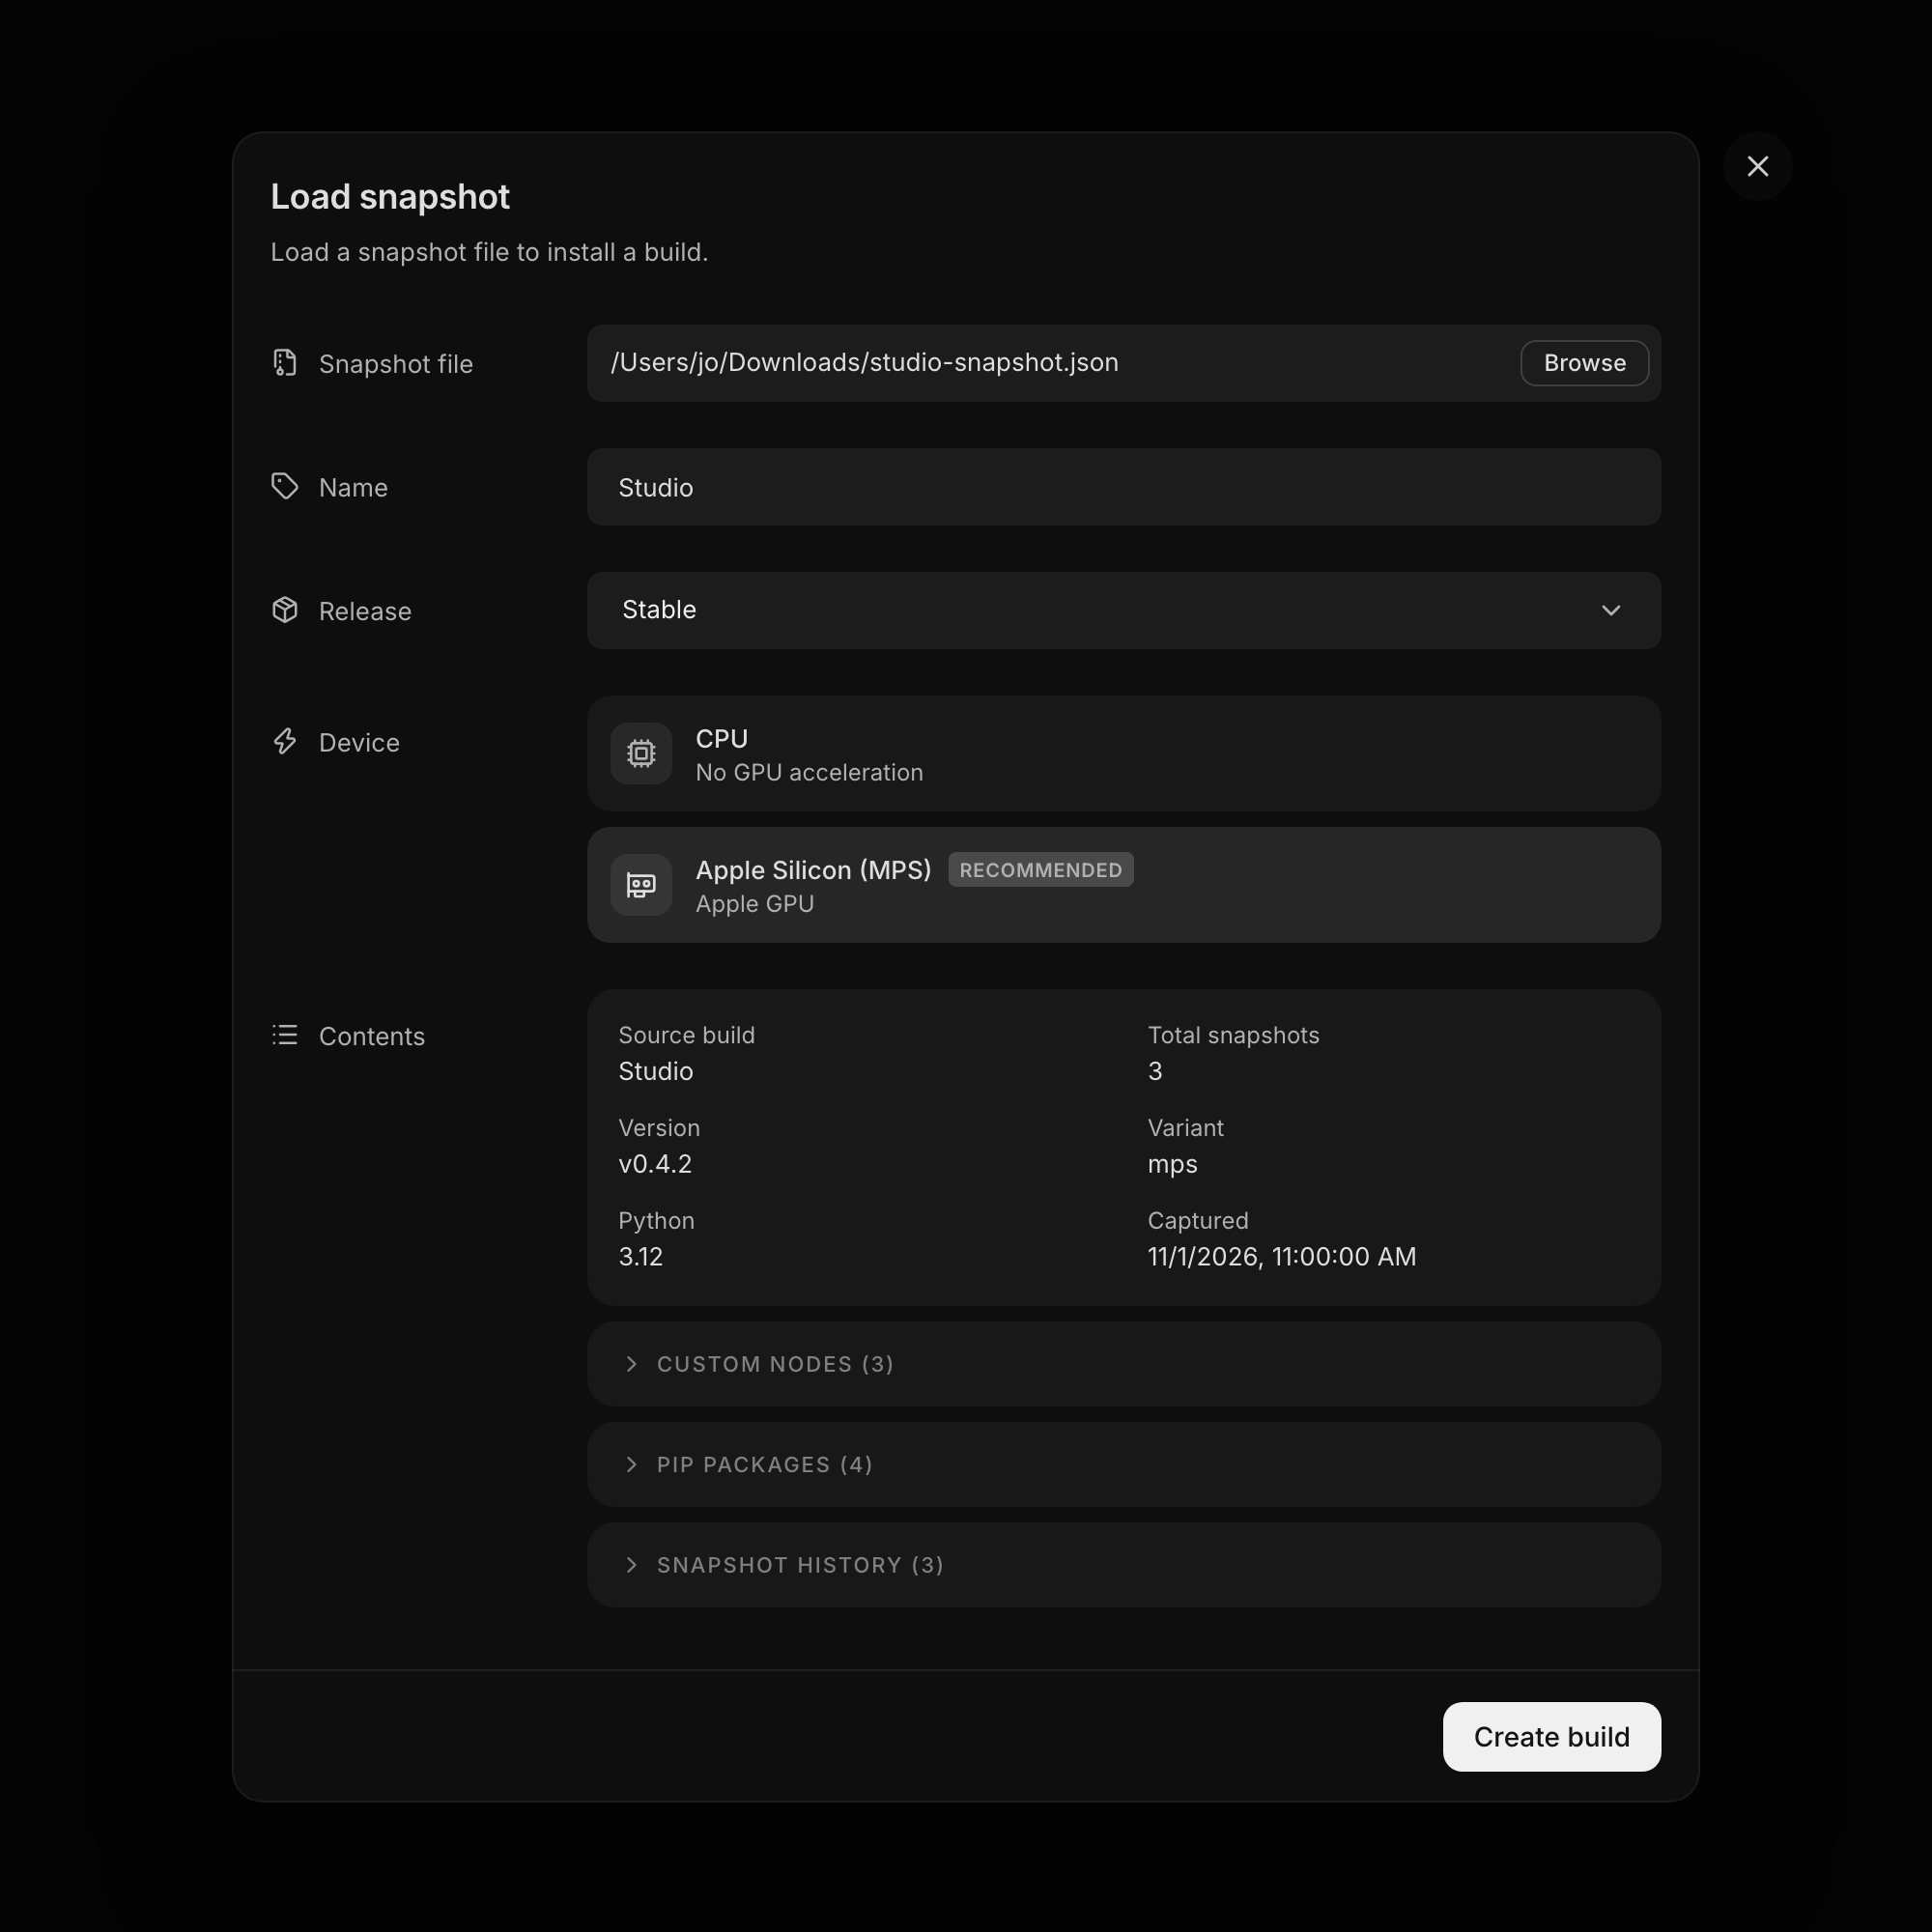 Load snapshot
Load a snapshot file to install a build.
Snapshot file
/Users/jo/Downloads/studio-snapshot.json
Browse
Name
Studio
Release
Stable
Device
CPU
No GPU acceleration
Apple Silicon (MPS) RECOMMENDED
Apple GPU
Contents
Source build
Studio
Total snapshots
3
Version
v0.4.2
Variant
mps
Python
3.12
Captured
11/1/2026, 11:00:00 AM
CUSTOM NODES (3)
PIP PACKAGES (4)
SNAPSHOT HISTORY (3)
Create build